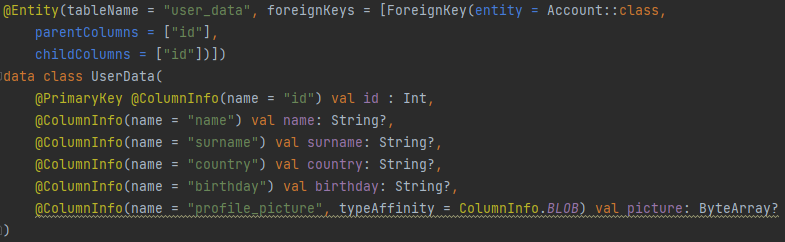 @Entity(tableName = "user_data", foreignKeys = [ForeignKey(entity = Account::class,
    parentColumns = ["id"],
    childColumns = ["id"])])
data class UserData(
    @PrimaryKey @ColumnInfo(name = "id") val id : Int,
    @ColumnInfo(name = "name") val name: String?,
    @ColumnInfo(name = "surname") val surname: String?,
    @ColumnInfo(name = "country") val country: String?,
    @ColumnInfo(name = "birthday") val birthday: String?,
    @ColumnInfo(name = "profile_picture", typeAffinity = ColumnInfo.BLOB) val picture: ByteArray?
)